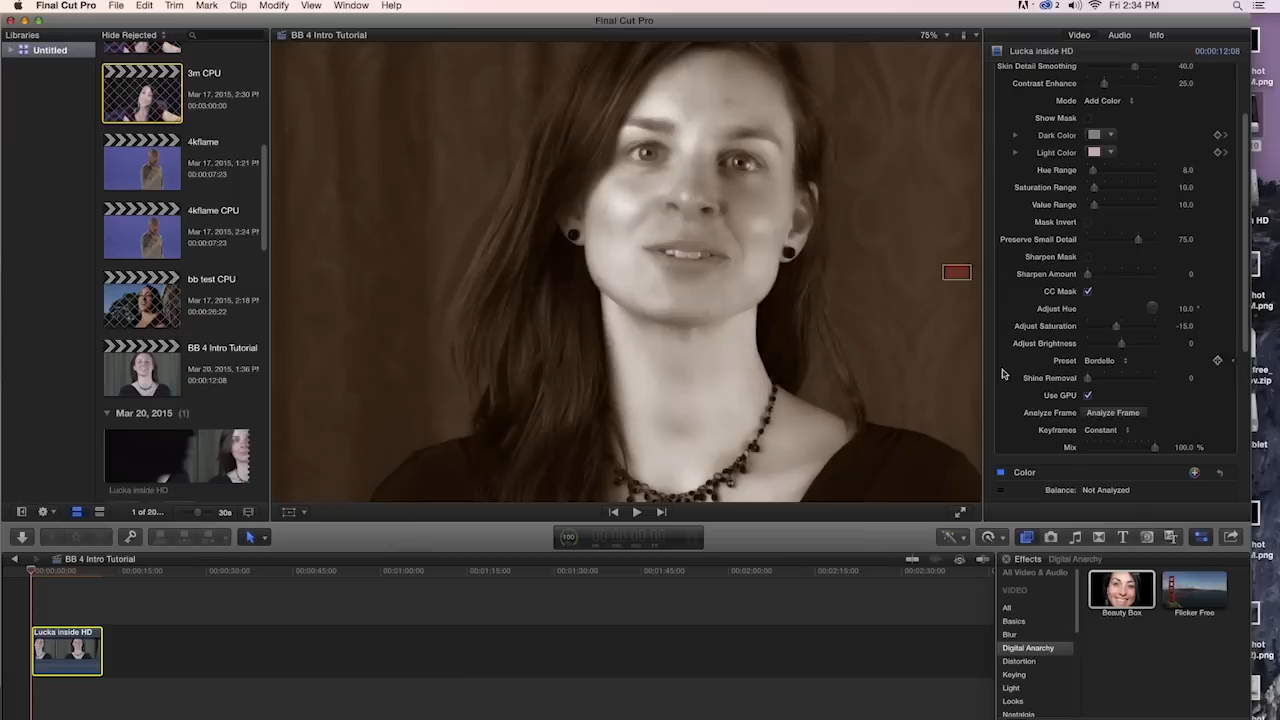 Final Cut Pro File Edit Trim Mark Clip Modify View Window Help
2 Fri 2:34 PM
Final Cut Pro
Libraries Hide Rejected
Untitled
3m CPU
Mar 17, 2015, 2:30 PM
00:03:00:00
4kflame
Mar 17, 2015, 1:21 PM
00:00:07:23
4kflame CPU
Mar 17, 2015, 2:24 PM
00:00:07:23
bb test CPU
Mar 17, 2015, 2:18 PM
00:00:26:22
BB 4 Intro Tutorial
Mar 20, 2015, 1:36 PM
00:00:12:08
Mar 20, 2015 (1)
Lucka inside HD
1 of 20... 30s
BB 4 Intro Tutorial 75%
Video Audio Info
Lucka inside HD 00:00:12:08
Skin Detail Smoothing 40.0
Contrast Enhance 25.0
Mode Add Color
Show Mask
Dark Color
Light Color
Hue Range 8.0
Saturation Range 10.0
Value Range 10.0
Mask Invert
Preserve Small Detail 75.0
Sharpen Mask
Sharpen Amount 0
CC Mask
Adjust Hue 10.0 °
Adjust Saturation -15.0
Adjust Brightness 0
Preset Bordello
Shine Removal 0
Use GPU
Analyze Frame Analyze Frame
Keyframes Constant
Mix 100.0 %
Color
Balance: Not Analyzed
100
BB 4 Intro Tutorial
00:00:00:00 00:00:15:00 00:00:30:00 00:00:45:00 00:01:00:00 00:01:15:00 00:01:30:00 00:01:45:00 00:02:00:00 00:02:15:00 00:02:30:00
Lucka inside HD
Effects Digital Anarchy
All Video & Audio
VIDEO
All
Basics
Blur
Digital Anarchy
Distortion
Keying
Light
Looks
Nostalgia
Beauty Box
Flicker Free